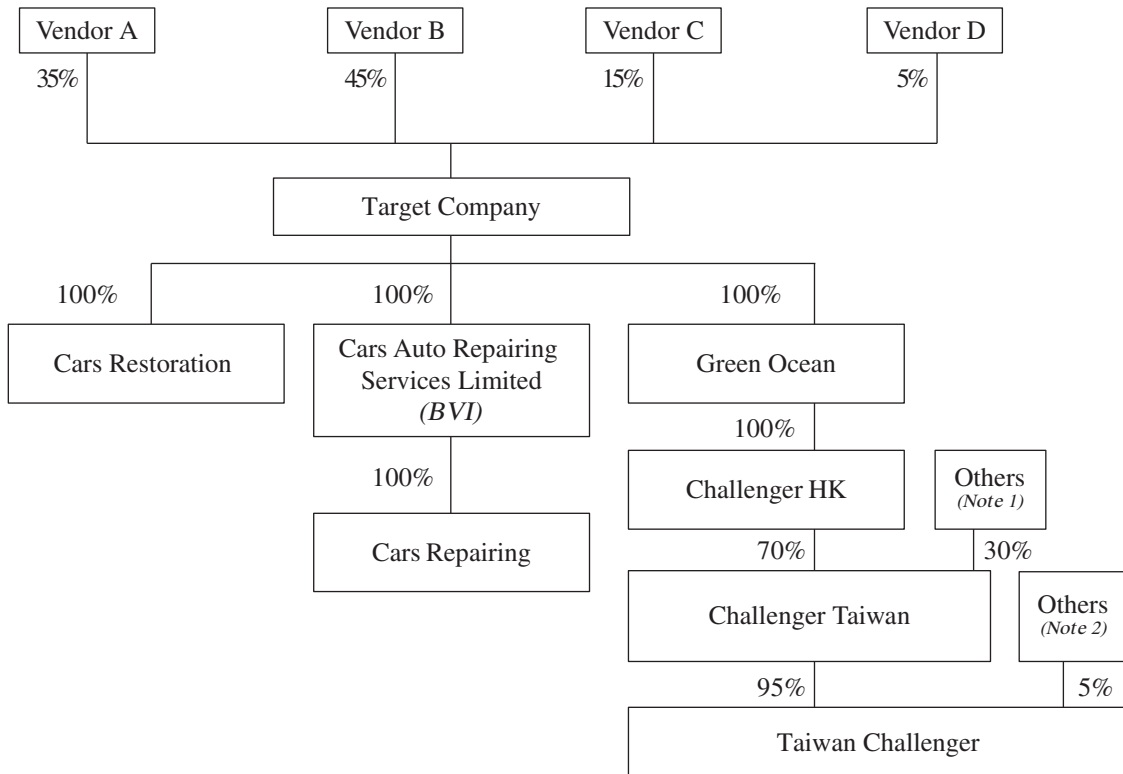 Vendor A
Vendor B
Vendor C
Vendor D
35%
45%
15%
5%
Target Company
100%
100%
100%
Cars Restoration
Cars Auto Repairing
Services Limited
(BVI)
Green Ocean
100%
100%
Challenger HK
Others
(Note 1)
Cars Repairing
70%
30%
Challenger Taiwan
Others
(Note 2)
95%
5%
Taiwan Challenger